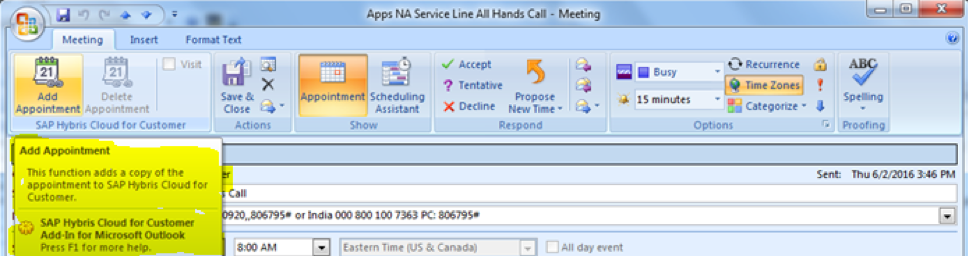 Apps NA Service Line All Hands Call - Meeting
Meeting Insert Format Text
21 21 Visit
Add Appointment
Delete Appointment
SAP Hybris Cloud for Customer
Save & Close
Actions
Appointment
Scheduling Assistant
Show
Accept
Tentative
Decline
Propose New Time
Respond
Busy
15 minutes
Recurrence
Time Zones
Categorize
Options
ABC
Spelling
Proofing
Add Appointment
This function adds a copy of the
appointment to SAP Hybris Cloud for
Customer.
SAP Hybris Cloud for Customer
Add-In for Microsoft Outlook
Press F1 for more help.
Sent: Thu 6/2/2016 3:46 PM
Call
0920,,806795# or India 000 800 100 7363 PC: 806795#
8:00 AM Eastern Time (US & Canada) All day event